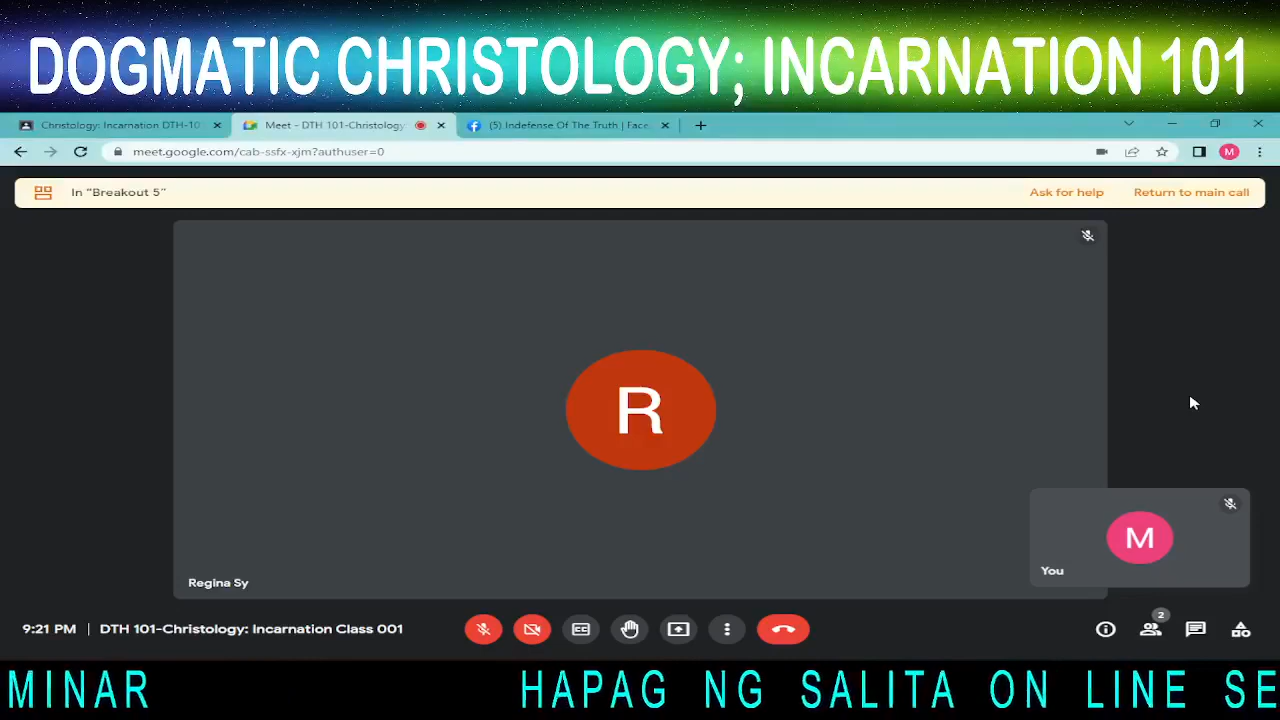 DOGMATIC CHRISTOLOGY; INCARNATION 101
Christology: Incarnation DTH-10
Meet - DTH 101-Christology:
(5) Indefense Of The Truth | Face
meet.google.com/cab-ssfx-xjm?authuser=0
M
In "Breakout 5"
Ask for help
Return to main call
R
Regina Sy
M
You
9:21 PM | DTH 101-Christology: Incarnation Class 001
CC
2
MINAR HAPAG NG SALITA ON LINE SE